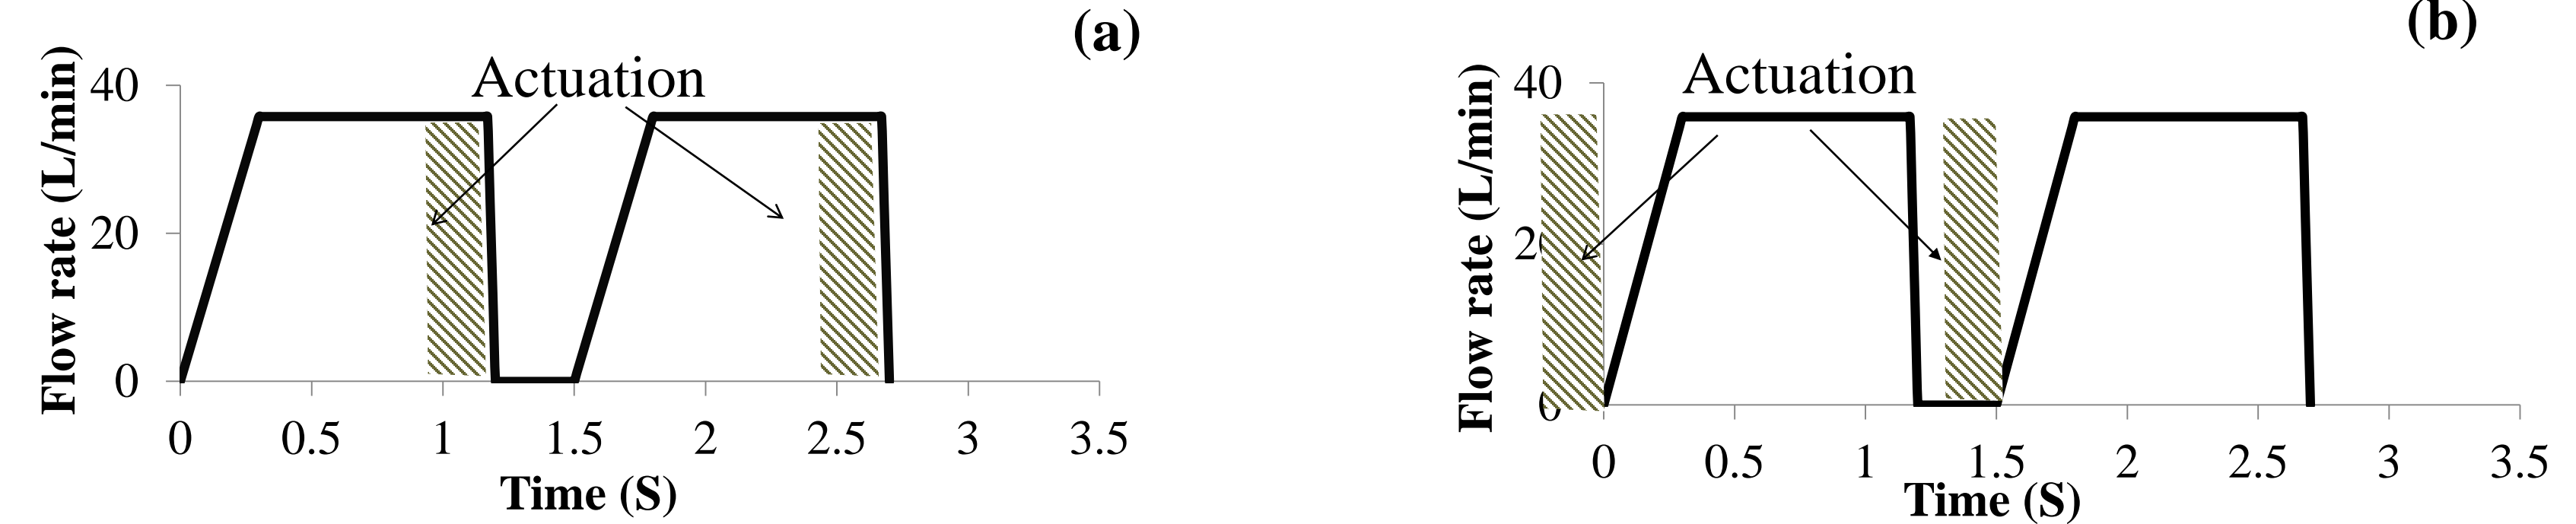 (a)
Actuation
Flow rate (L/min)
40
20
0
0 0.5 1 1.5 2 2.5 3 3.5
Time (S)
(b)
Actuation
Flow rate (L/min)
40
2
0 0.5 1 1.5 2 2.5 3 3.5
Time (S)